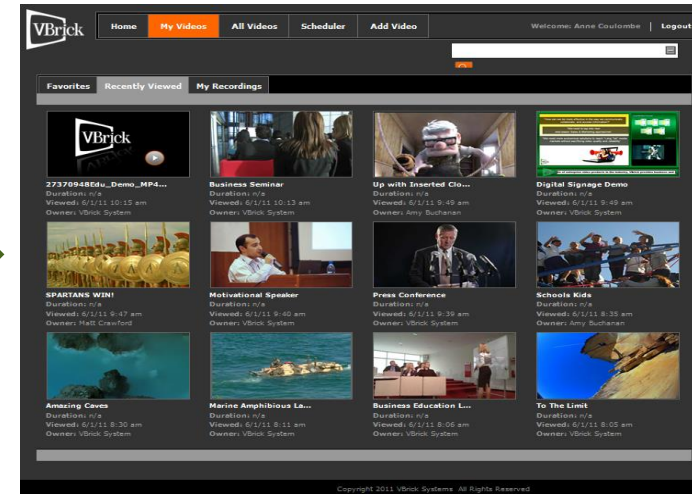 VBrick
Home My Videos All Videos Scheduler Add Video Welcome: Anne Coulombe | Logout
Favorites Recently Viewed My Recordings
VBrick
27370948Edu_Demo_MP4... Business Seminar Up with Inserted Clo... Digital Signage Demo
Duration: n/a Duration: n/a Duration: n/a Duration: n/a
Viewed: 6/1/11 10:15 am Viewed: 6/1/11 10:13 am Viewed: 6/1/11 9:49 am Viewed: 6/1/11 9:49 am
Owner: VBrick System Owner: VBrick System Owner: Amy Buchanan Owner: VBrick System
SPARTANS WIN! Motivational Speaker Press Conference Schools Kids
Duration: n/a Duration: n/a Duration: n/a Duration: n/a
Viewed: 6/1/11 9:47 am Viewed: 6/1/11 9:40 am Viewed: 6/1/11 9:39 am Viewed: 6/1/11 8:35 am
Owner: Matt Crawford Owner: VBrick System Owner: VBrick System Owner: Amy Buchanan
Amazing Caves Marine Amphibious La... Business Education L... To The Limit
Duration: n/a Duration: n/a Duration: n/a Duration: n/a
Viewed: 6/1/11 8:30 am Viewed: 6/1/11 8:11 am Viewed: 6/1/11 8:06 am Viewed: 6/1/11 8:05 am
Owner: VBrick System Owner: VBrick System Owner: VBrick System Owner: VBrick System
Copyright 2011 VBrick Systems All Rights Reserved